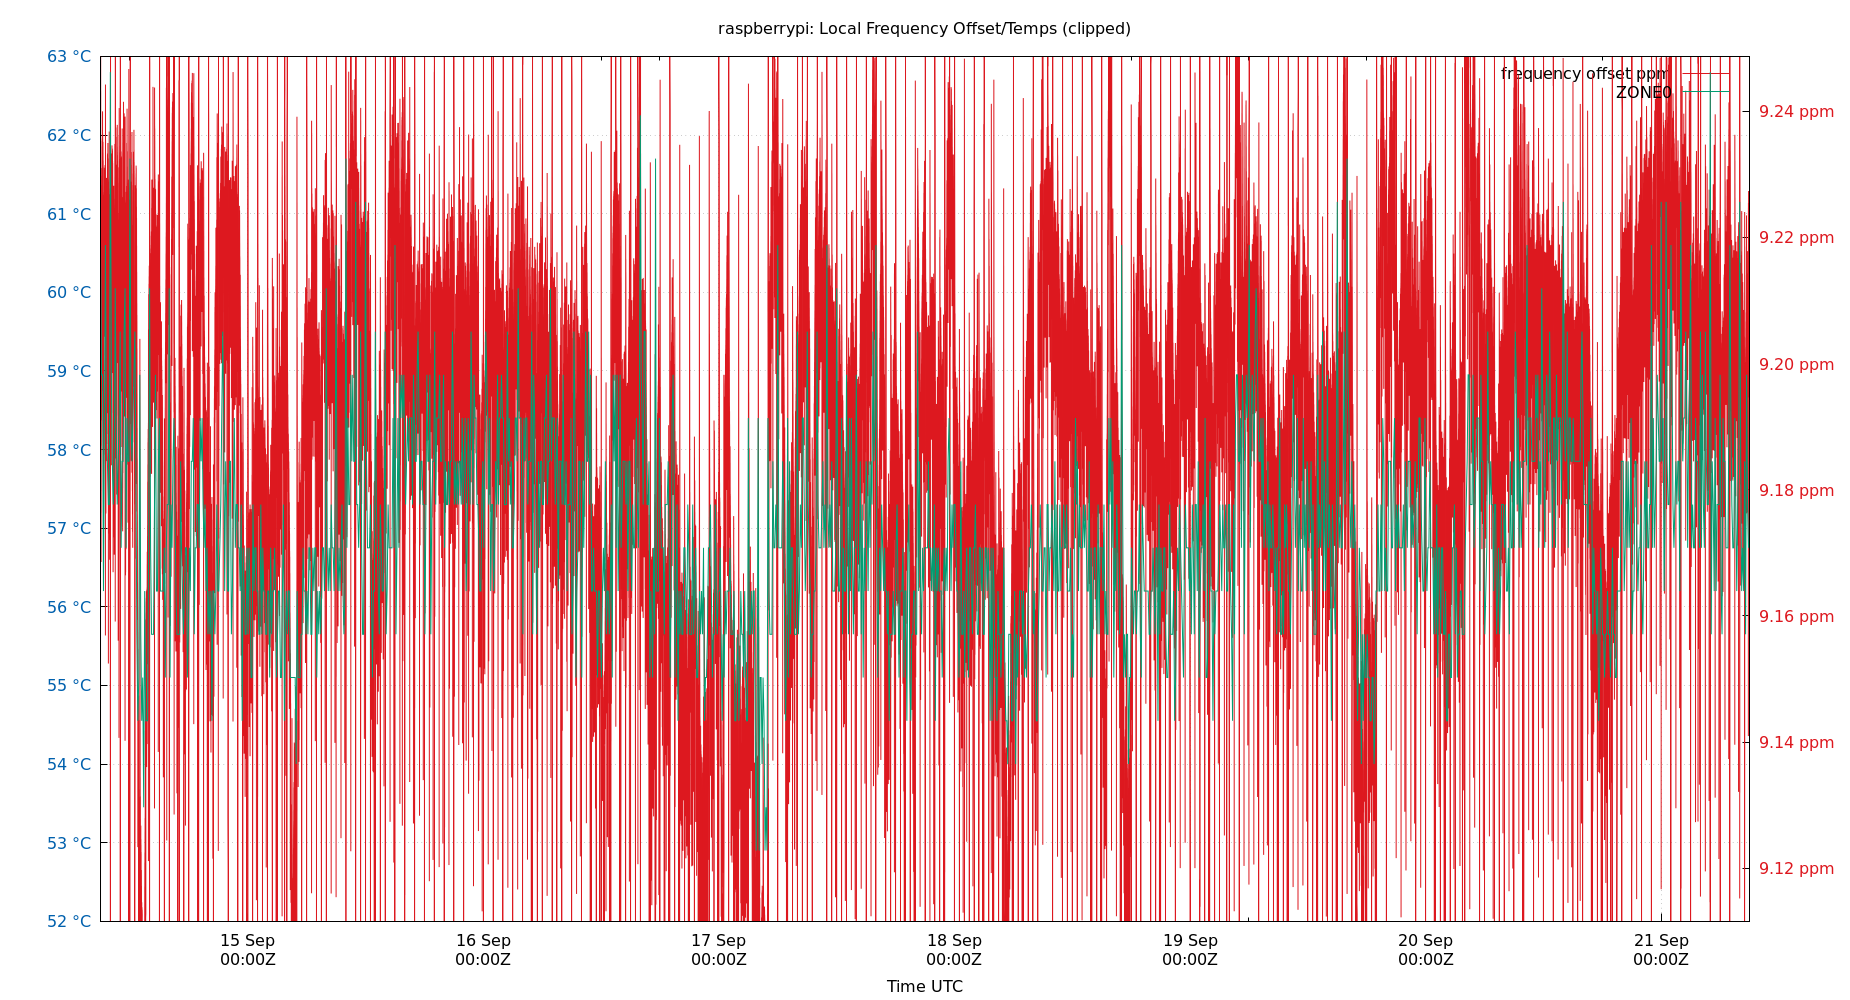 raspberrypi: Local Frequency Offset/Temps (clipped)
63 °C
62 °C
61 °C
60 °C
59 °C
58 °C
57 °C
56 °C
55 °C
54 °C
53 °C
52 °C
frequency offset ppm
ZONE0
9.24 ppm
9.22 ppm
9.20 ppm
9.18 ppm
9.16 ppm
9.14 ppm
9.12 ppm
15 Sep
00:00Z
16 Sep
00:00Z
17 Sep
00:00Z
18 Sep
00:00Z
19 Sep
00:00Z
20 Sep
00:00Z
21 Sep
00:00Z
Time UTC